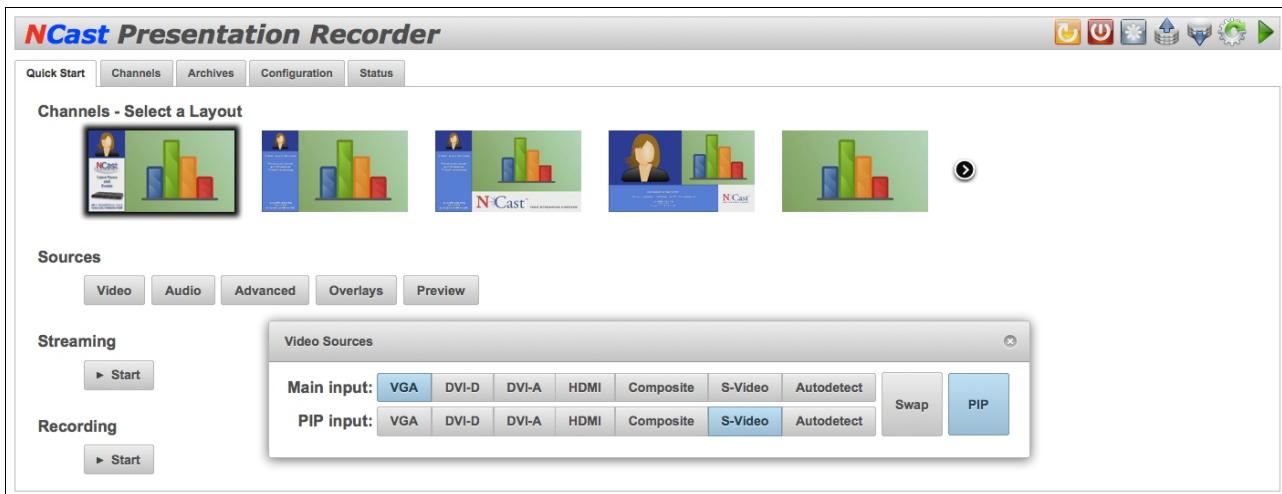 NCast Presentation Recorder
Quick Start Channels Archives Configuration Status
Channels - Select a Layout
NCast
NCast
NCast
Sources
Video Audio Advanced Overlays Preview
Streaming
Start
Video Sources
Main input: VGA DVI-D DVI-A HDMI Composite S-Video Autodetect
PIP input: VGA DVI-D DVI-A HDMI Composite S-Video Autodetect
Swap PIP
Recording
Start